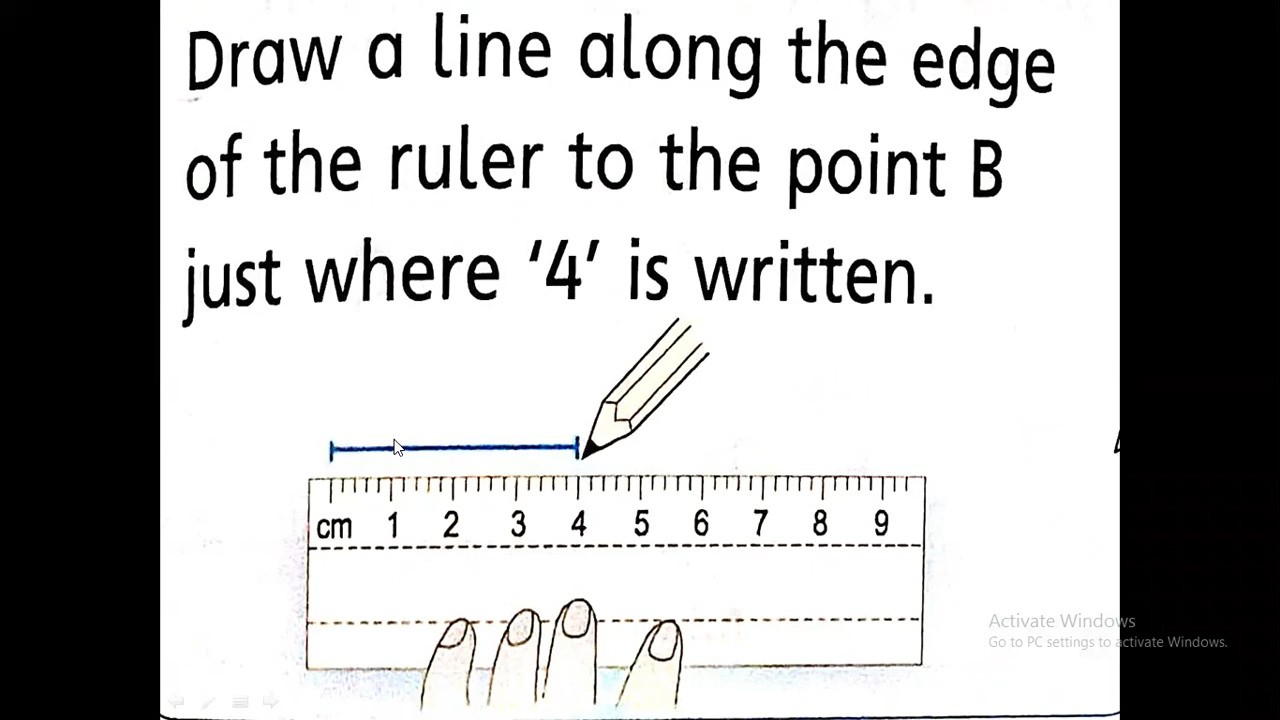 Draw a line along the edge
of the ruler to the point B
just where ‘4’ is written.
cm 1 2 3 4 5 6 7 8 9
Activate Windows
Go to PC settings to activate Windows.